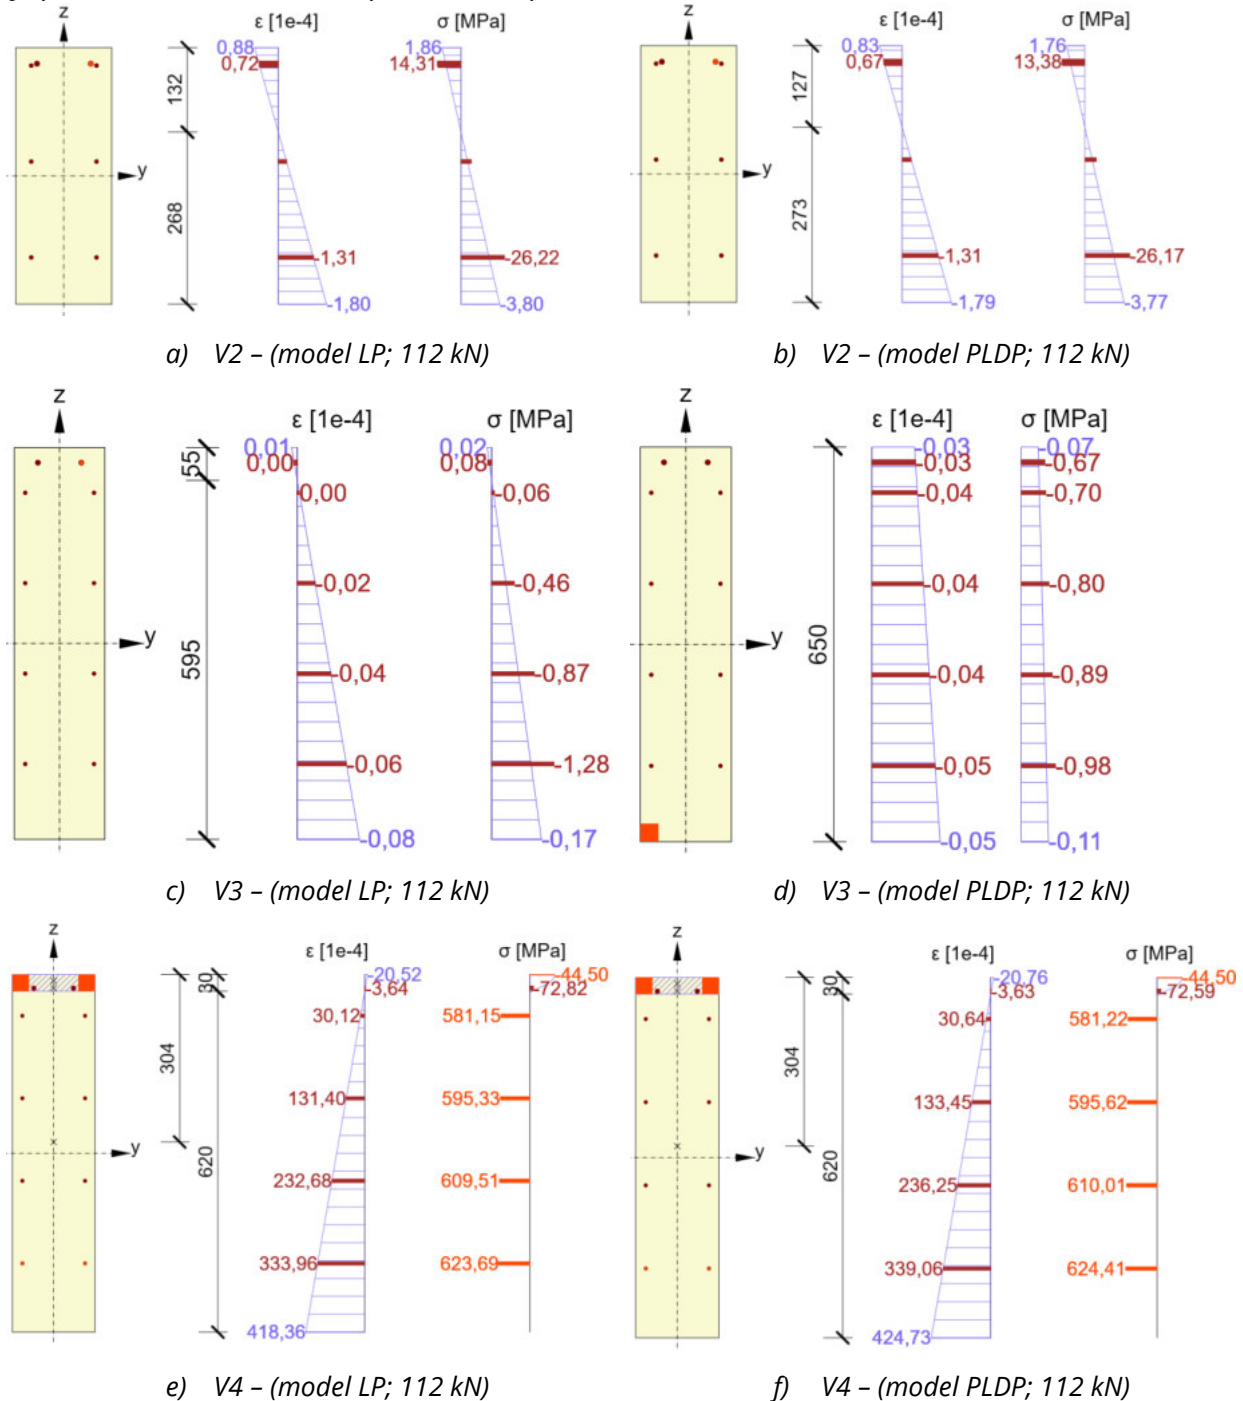 z ε [1e-4] σ [MPa] z ε [1e-4] σ [MPa]
0,88 1,86 0,83 1,76
0,72 14,31 0,67 13,38
132 127
y y
268 273
-1,31 -26,22 -1,31 -26,17
-1,80 -3,80 -1,79 -3,77
a) V2 – (model LP; 112 kN) b) V2 – (model PLDP; 112 kN)
z ε [1e-4] σ [MPa] z ε [1e-4] σ [MPa]
0,01 0,02 -0,03 -0,07
55 0,00 0,08 -0,03 -0,67
0,00 -0,06 -0,04 -0,70
-0,02 -0,46 -0,04 -0,80
y 595 y 650
-0,04 -0,87 -0,04 -0,89
-0,06 -1,28 -0,05 -0,98
-0,08 -0,17 -0,05 -0,11
c) V3 – (model LP; 112 kN) d) V3 – (model PLDP; 112 kN)
z ε [1e-4] σ [MPa] z ε [1e-4] σ [MPa]
30 -20,52 -44,50 30 -20,76 -44,50
-3,64 -72,82 -3,63 -72,59
30,12 581,15 30,64 581,22
304 304
131,40 595,33 133,45 595,62
y 620 y 620
232,68 609,51 236,25 610,01
333,96 623,69 339,06 624,41
418,36 424,73
e) V4 – (model LP; 112 kN) f) V4 – (model PLDP; 112 kN)